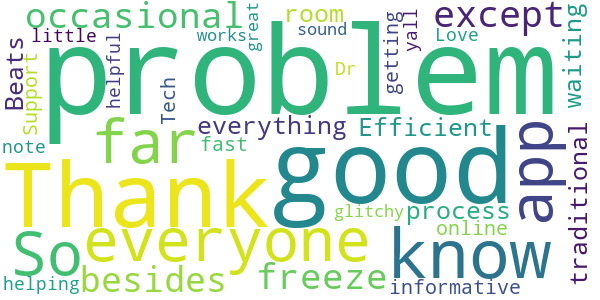 occasional
room
great
except
little
works
sound
Love
Beats
Support
helpful
problem
Tech
Dr
getting
yall
waiting
everything
Efficient
far
fast
note
Thank
good
app
traditional
glitchy
process
online
So
everyone
know
helping
besides
freeze
informative